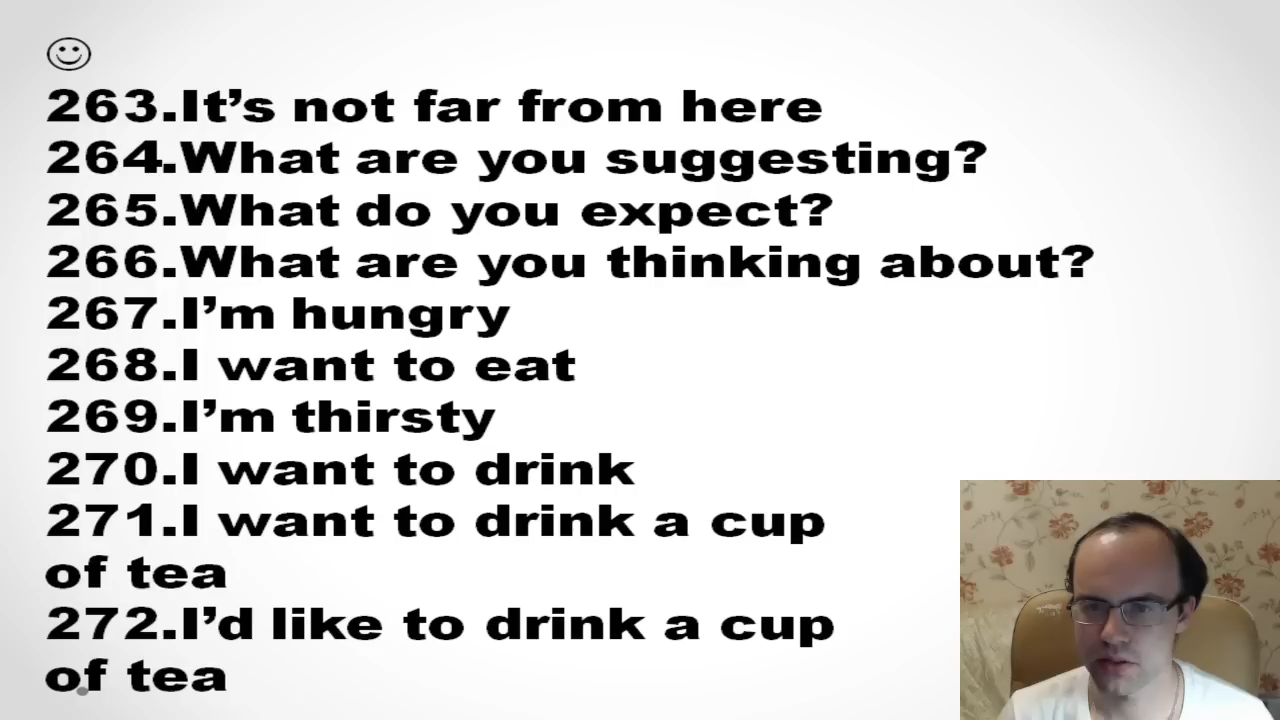 263.It’s not far from here
264.What are you suggesting?
265.What do you expect?
266.What are you thinking about?
267.I’m hungry
268.I want to eat
269.I’m thirsty
270.I want to drink
271.I want to drink a cup
of tea
272.I’d like to drink a cup
of tea